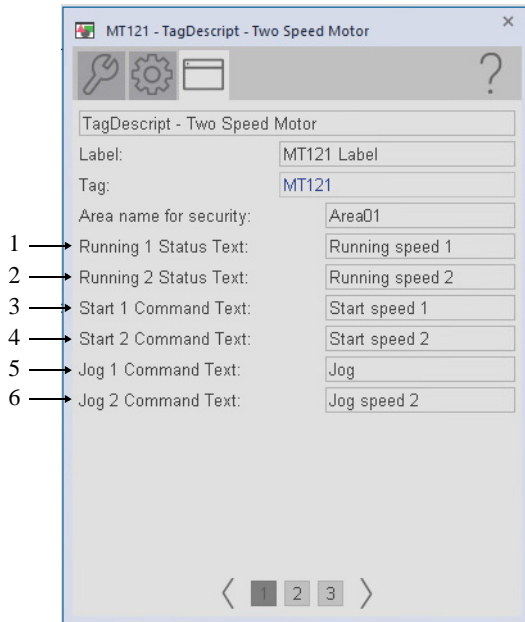 MT121 - TagDescript - Two Speed Motor ×
?
TagDescript - Two Speed Motor
Label: MT121 Label
Tag: MT121
Area name for security: Area01
1 Running 1 Status Text: Running speed 1
2 Running 2 Status Text: Running speed 2
3 Start 1 Command Text: Start speed 1
4 Start 2 Command Text: Start speed 2
5 Jog 1 Command Text: Jog
6 Jog 2 Command Text: Jog speed 2
1 2 3